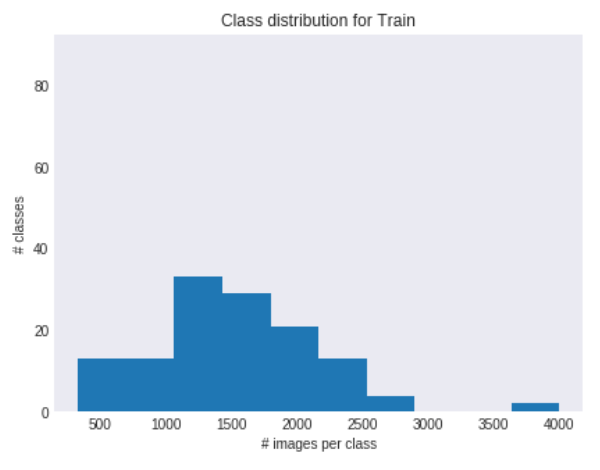 Class distribution for Train
80
60
40
20
0
# classes
500 1000 1500 2000 2500 3000 3500 4000
# images per class